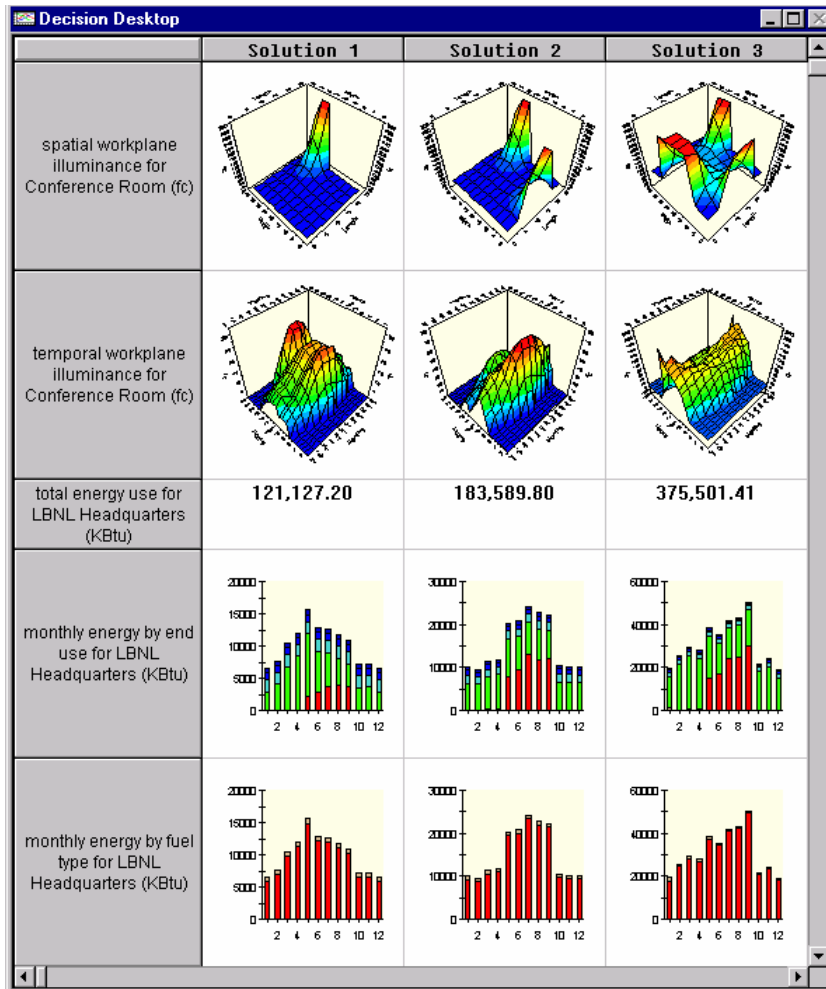 Decision Desktop
Solution 1
Solution 2
Solution 3
spatial workplane
illuminance for
Conference Room (fc)
temporal workplane
illuminance for
Conference Room (fc)
total energy use for
LBNL Headquarters
(KBtu)
121,127.20
183,589.80
375,501.41
monthly energy by end
use for LBNL
Headquarters (KBtu)
20000
15000
10000
5000
0
2 4 6 8 10 12
30000
20000
10000
0
2 4 6 8 10 12
60000
40000
20000
0
2 4 6 8 10 12
monthly energy by fuel
type for LBNL
Headquarters (KBtu)
20000
15000
10000
5000
0
2 4 6 8 10 12
30000
20000
10000
0
2 4 6 8 10 12
60000
40000
20000
0
2 4 6 8 10 12